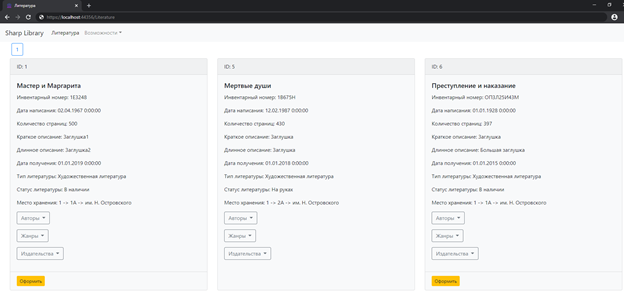 Литература
https://localhost:44355/Literature
Sharp Library Литература Возможности
1
ID: 1
Мастер и Маргарита
Инвентарный номер: 1E324B
Дата написания: 02.04.1967 0:00:00
Количество страниц: 500
Краткое описание: Заглушка1
Длинное описание: Заглушка2
Дата получения: 01.01.2019 0:00:00
Тип литературы: Художественная литература
Статус литературы: В наличии
Место хранения: 1 -> 1А -> им. Н. Островского
Авторы
Жанры
Издательства
Оформить
ID: 5
Мертвые души
Инвентарный номер: 1B675H
Дата написания: 12.02.1987 0:00:00
Количество страниц: 430
Краткое описание: Заглушка
Длинное описание: Заглушка
Дата получения: 01.01.2018 0:00:00
Тип литературы: Художественная литература
Статус литературы: На руках
Место хранения: 1 -> 2А -> им. Н. Островского
Авторы
Жанры
Издательства
ID: 6
Преступление и наказание
Инвентарный номер: ОПЗЛ25И43М
Дата написания: 01.01.1928 0:00:00
Количество страниц: 397
Краткое описание: Заглушка
Длинное описание: Большая заглушка
Дата получения: 01.01.2015 0:00:00
Тип литературы: Художественная литература
Статус литературы: В наличии
Место хранения: 1 -> 1А -> им. Н. Островского
Авторы
Жанры
Издательства
Оформить